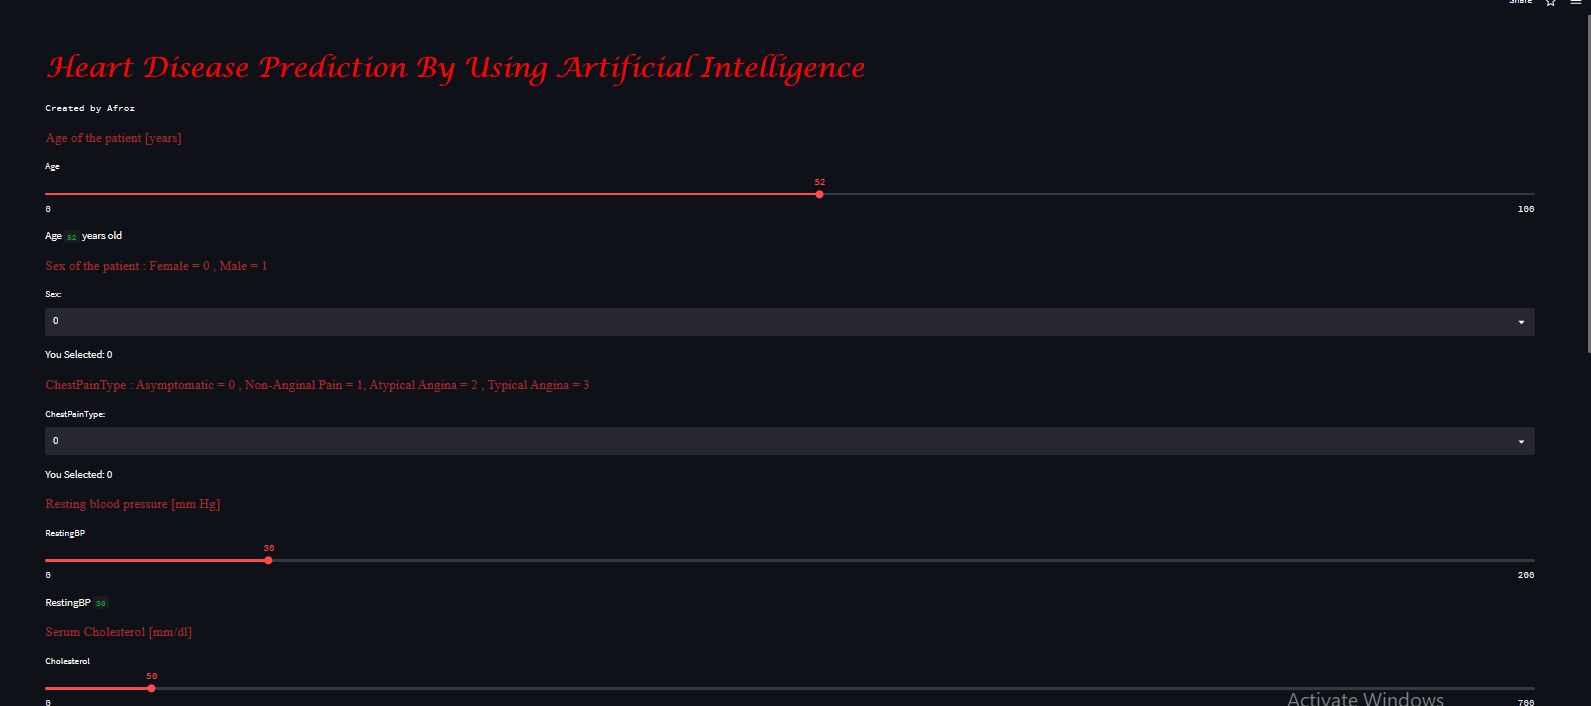 Share
Heart Disease Prediction By Using Artificial Intelligence
Created by Afroz
Age of the patient [years]
Age
52
0 100
Age 52 years old
Sex of the patient : Female = 0 , Male = 1
Sex:
0
You Selected: 0
ChestPainType : Asymptomatic = 0 , Non-Anginal Pain = 1, Atypical Angina = 2 , Typical Angina = 3
ChestPainType:
0
You Selected: 0
Resting blood pressure [mm Hg]
RestingBP
30
0 200
RestingBP 30
Serum Cholesterol [mm/dl]
Cholesterol
50
0 700
Activate Windows